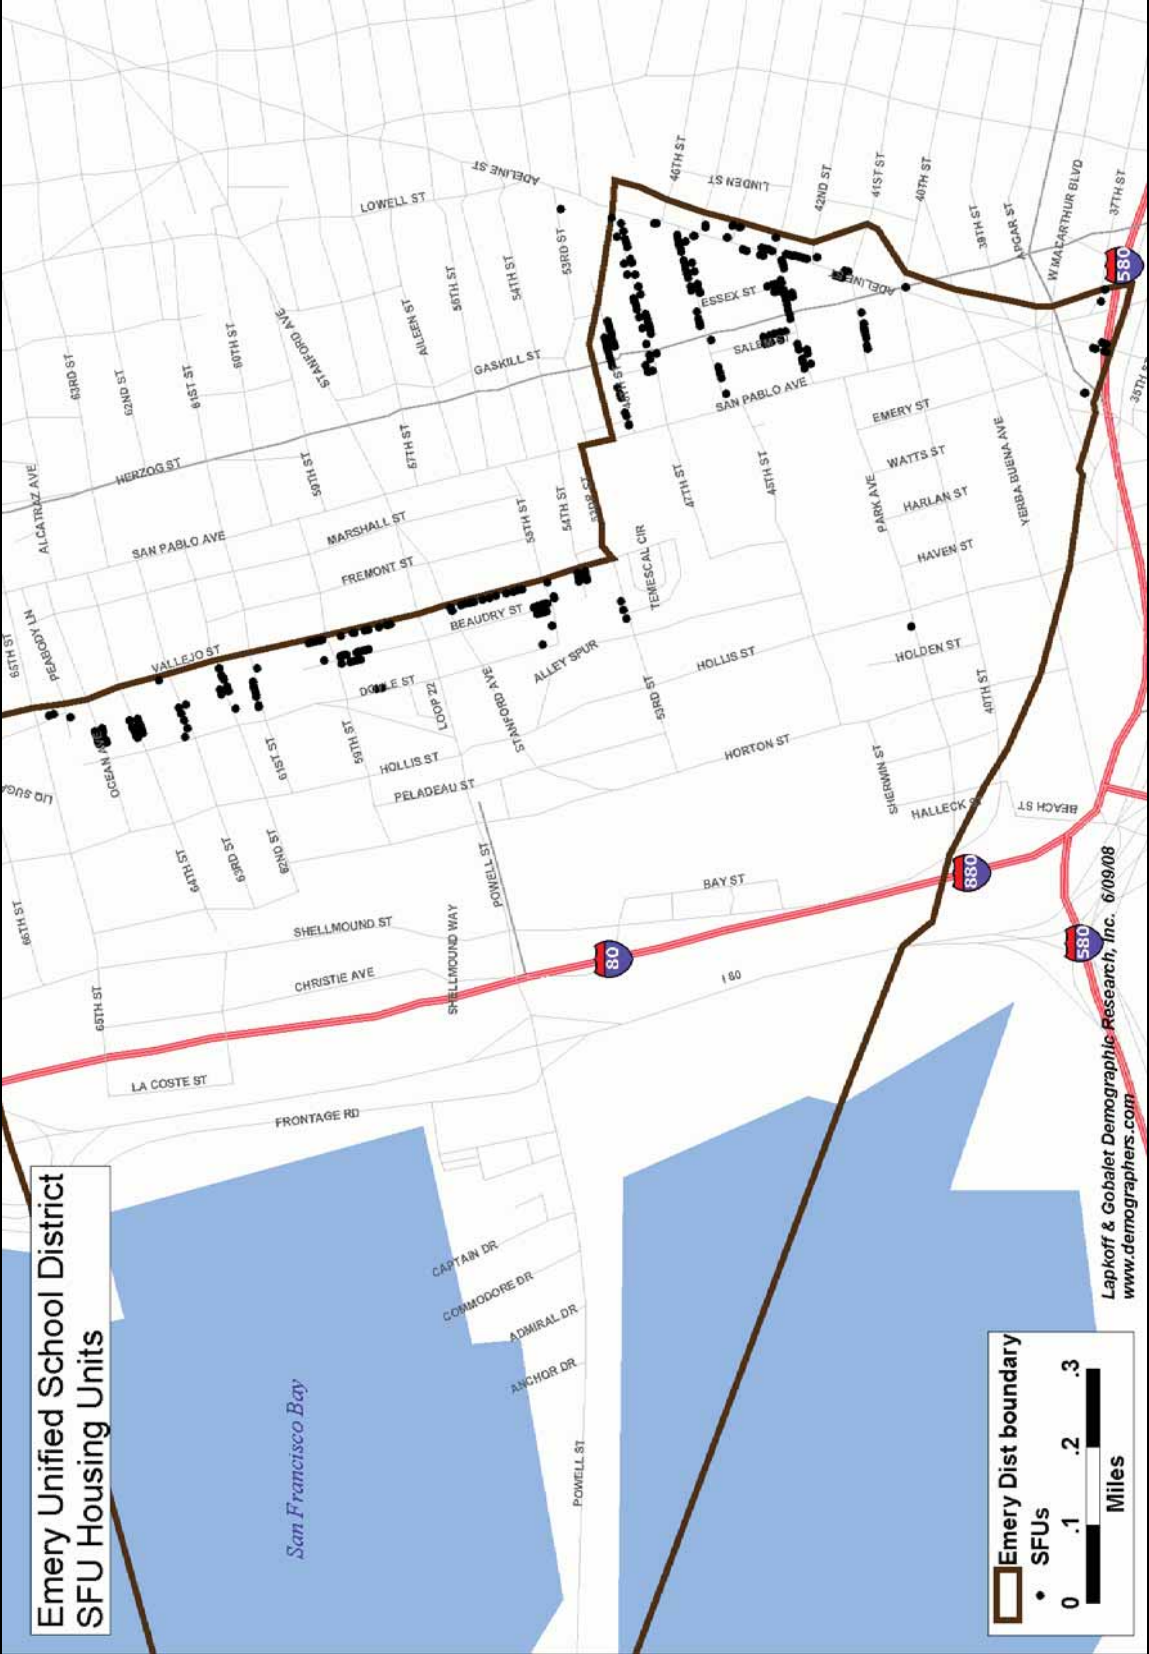 Emery Unified School District
SFU Housing Units
San Francisco Bay
Emery Dist boundary
SFUs
0 .1 .2 .3
Miles
Lapkoff & Gobalet Demographic Research, Inc. 6/09/08
www.demographers.com
POWELL ST
ANCHOR DR
ADMIRAL DR
COMMODORE DR
CAPTAIN DR
FRONTAGE RD
LA COSTE ST
65TH ST
66TH ST
CHRISTIE AVE
SHELLMOUND ST
SHELLMOUND WAY
POWELL ST
I 80
80
BAY ST
880
580
BEACH ST
HALLECK S
SHERWIN ST
HORTON ST
PELADEAU ST
HOLLIS ST
64TH ST
63RD ST
62ND ST
61ST ST
59TH ST
OCEAN AVE
LOOP 22
STANFORD AVE
53RD ST
HOLLIS ST
40TH ST
HOLDEN ST
DOYLE ST
ALLEY SPUR
BEAUDRY ST
VALLEJO ST
65TH ST
PEABODY LN
TEMESCAL CIR
FREMONT ST
MARSHALL ST
SAN PABLO AVE
ALCATRAZ AVE
HERZOG ST
59TH ST
57TH ST
55TH ST
54TH ST
53RD ST
47TH ST
45TH ST
PARK AVE
HAVEN ST
HARLAN ST
WATTS ST
EMERY ST
YERBA BUENA AVE
SAN PABLO AVE
SALEM ST
ESSEX ST
ADELINE
GASKILL ST
63RD ST
62ND ST
61ST ST
60TH ST
STANFORD AVE
AILEEN ST
56TH ST
54TH ST
53RD ST
LOWELL ST
ADELINE ST
46TH ST
LINDEN ST
42ND ST
41ST ST
40TH ST
39TH ST
APGAR ST
W MACARTHUR BLVD
37TH ST
580
35TH